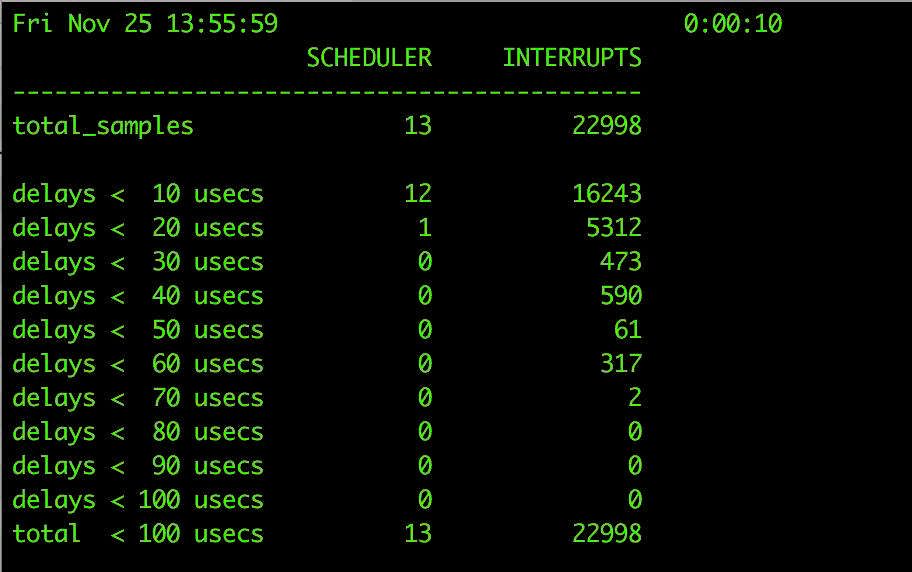 Fri Nov 25 13:55:59 0:00:10
SCHEDULER INTERRUPTS
---------------------------------------------
total_samples 13 22998
delays < 10 usecs 12 16243
delays < 20 usecs 1 5312
delays < 30 usecs 0 473
delays < 40 usecs 0 590
delays < 50 usecs 0 61
delays < 60 usecs 0 317
delays < 70 usecs 0 2
delays < 80 usecs 0 0
delays < 90 usecs 0 0
delays < 100 usecs 0 0
total < 100 usecs 13 22998